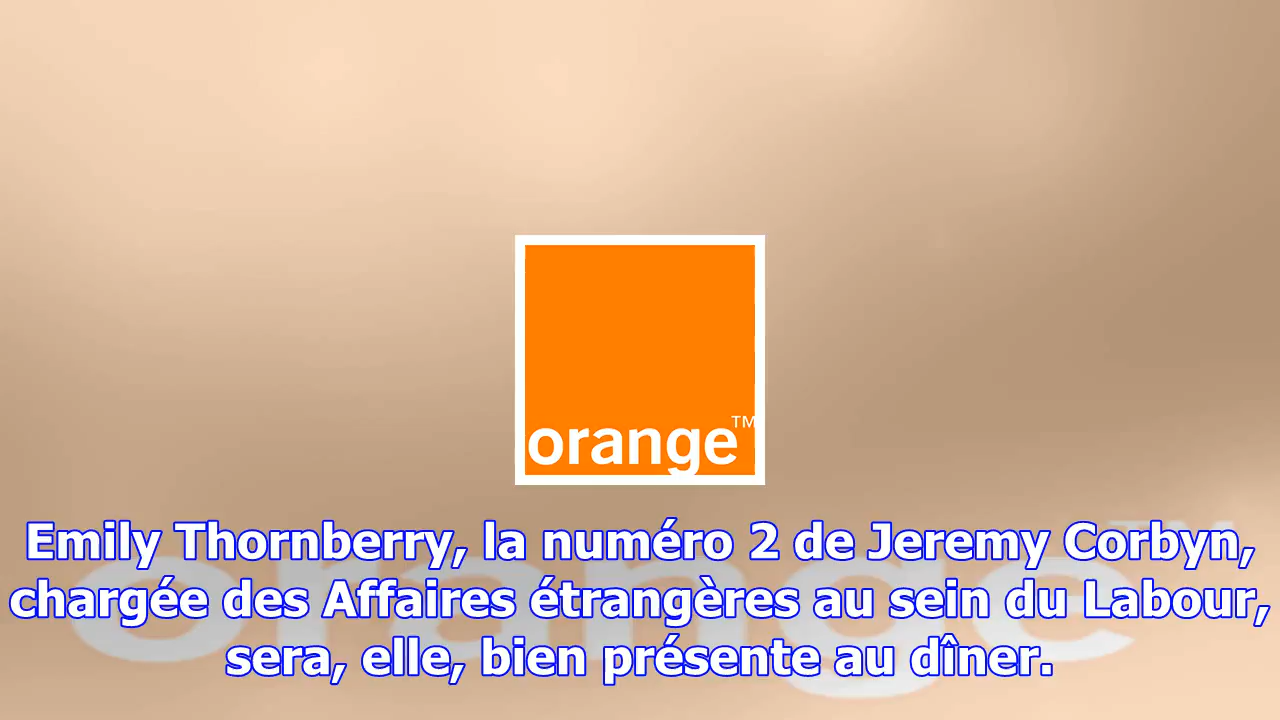 orange™
Emily Thornberry, la numéro 2 de Jeremy Corbyn,
chargée des Affaires étrangères au sein du Labour,
sera, elle, bien présente au dîner.
orange™